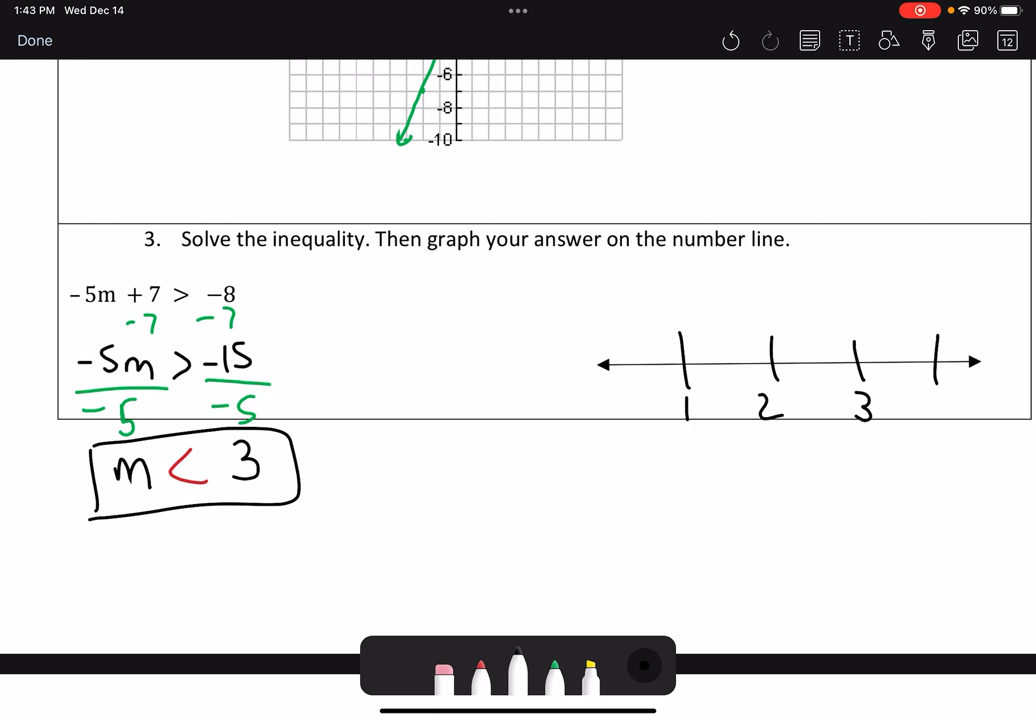 1:43 PM Wed Dec 14
90%
Done
T
12
-6
-8
-10
3. Solve the inequality. Then graph your answer on the number line.
–5m + 7 > −8
-7 -7
-5m > -15
-5 -5
m < 3
1 2 3